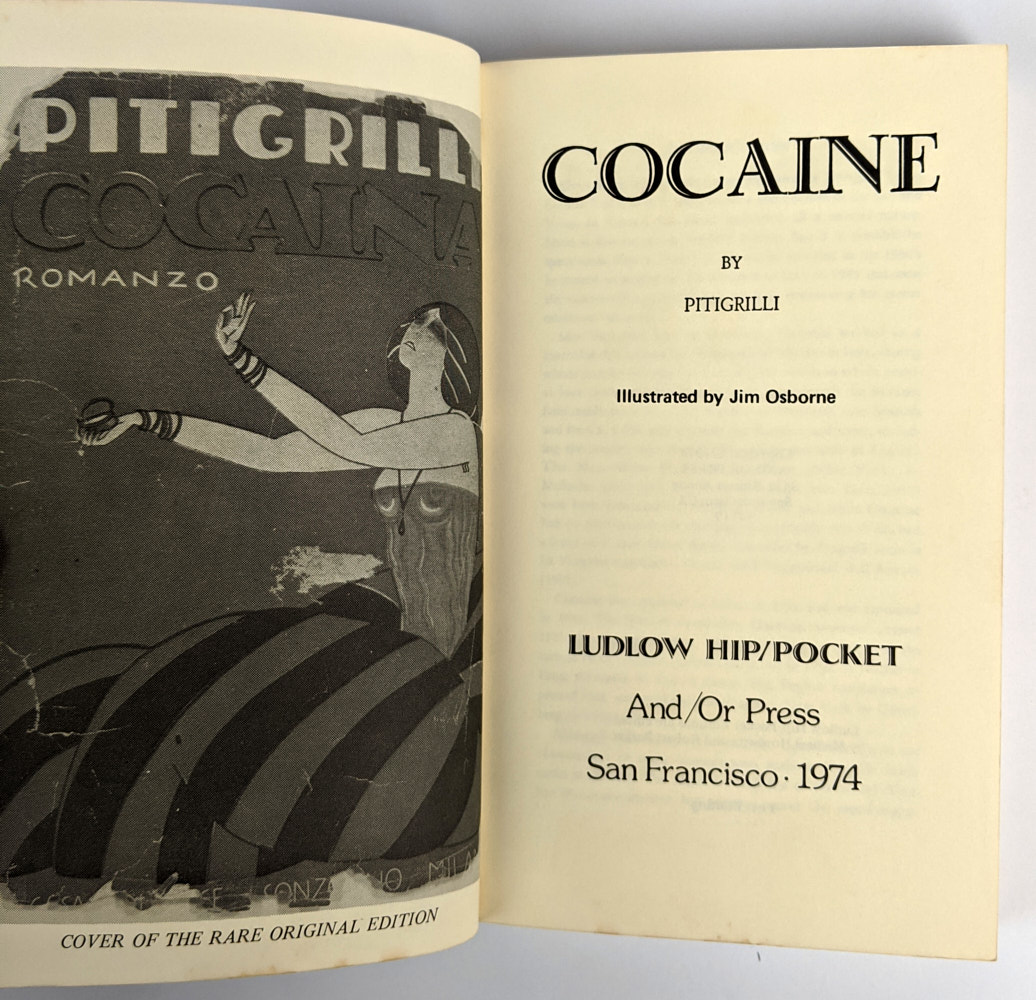 PITIGRILLI
COCAINA
ROMANZO
COVER OF THE RARE ORIGINAL EDITION
COCAINE
BY
PITIGRILLI
Illustrated by Jim Osborne
LUDLOW HIP/POCKET
And/Or Press
San Francisco · 1974